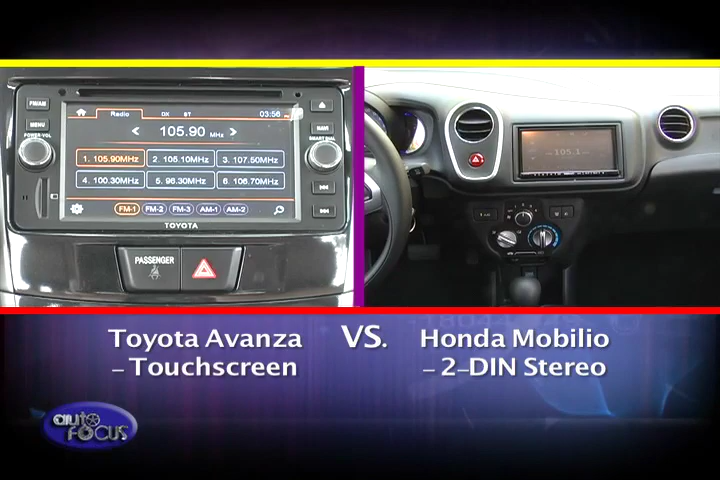 FM/AM
Radio
DX
ST
03:56
MENU
POWER·VOL
105.90 MHz
NAVI
SMART DIAL
1. 105.90MHz
2. 105.10MHz
3. 107.50MHz
4. 100.30MHz
5. 96.30MHz
6. 106.70MHz
FM-1
FM-2
FM-3
AM-1
AM-2
TOYOTA
PASSENGER
105.1
Toyota Avanza
– Touchscreen
VS.
Honda Mobilio
– 2-DIN Stereo
auto
FOCUS